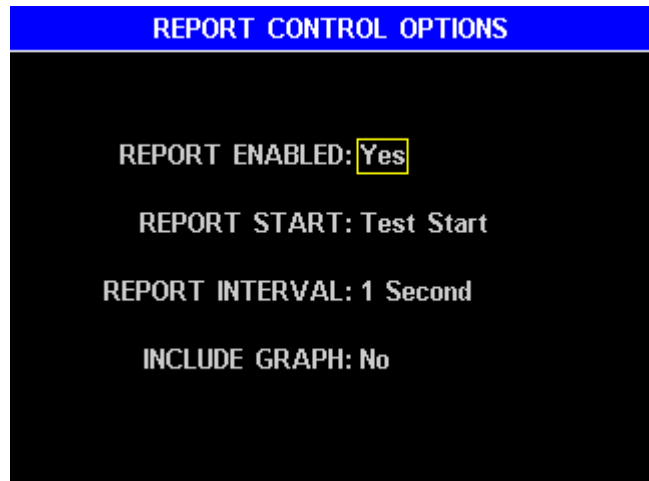 REPORT CONTROL OPTIONS
REPORT ENABLED: Yes
REPORT START: Test Start
REPORT INTERVAL: 1 Second
INCLUDE GRAPH: No